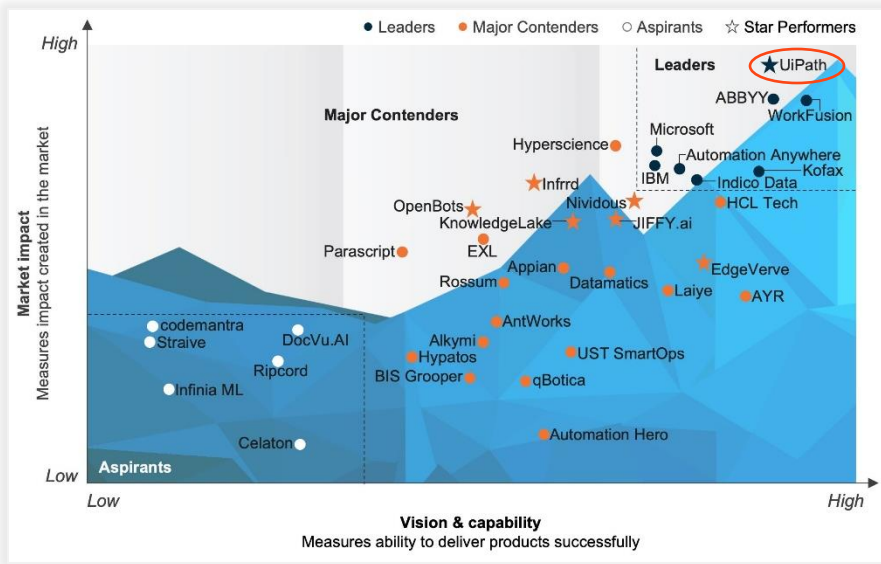 Leaders
Major Contenders
Aspirants
Star Performers
High
Leaders
UiPath
ABBYY
WorkFusion
Major Contenders
Microsoft
Hyperscience
Automation Anywhere
IBM
Kofax
Indico Data
Infrrd
Nividous
HCL Tech
OpenBots
KnowledgeLake
JIFFY.ai
Parascript
EXL
Appian
EdgeVerve
Rossum
Datamatics
Laiye
AYR
codemantra
Straive
DocVu.AI
AntWorks
Alkymi
Hypatos
UST SmartOps
Ripcord
BIS Grooper
qBotica
Infinia ML
Celaton
Automation Hero
Aspirants
Market impact
Measures impact created in the market
Low
Low
High
Vision & capability
Measures ability to deliver products successfully